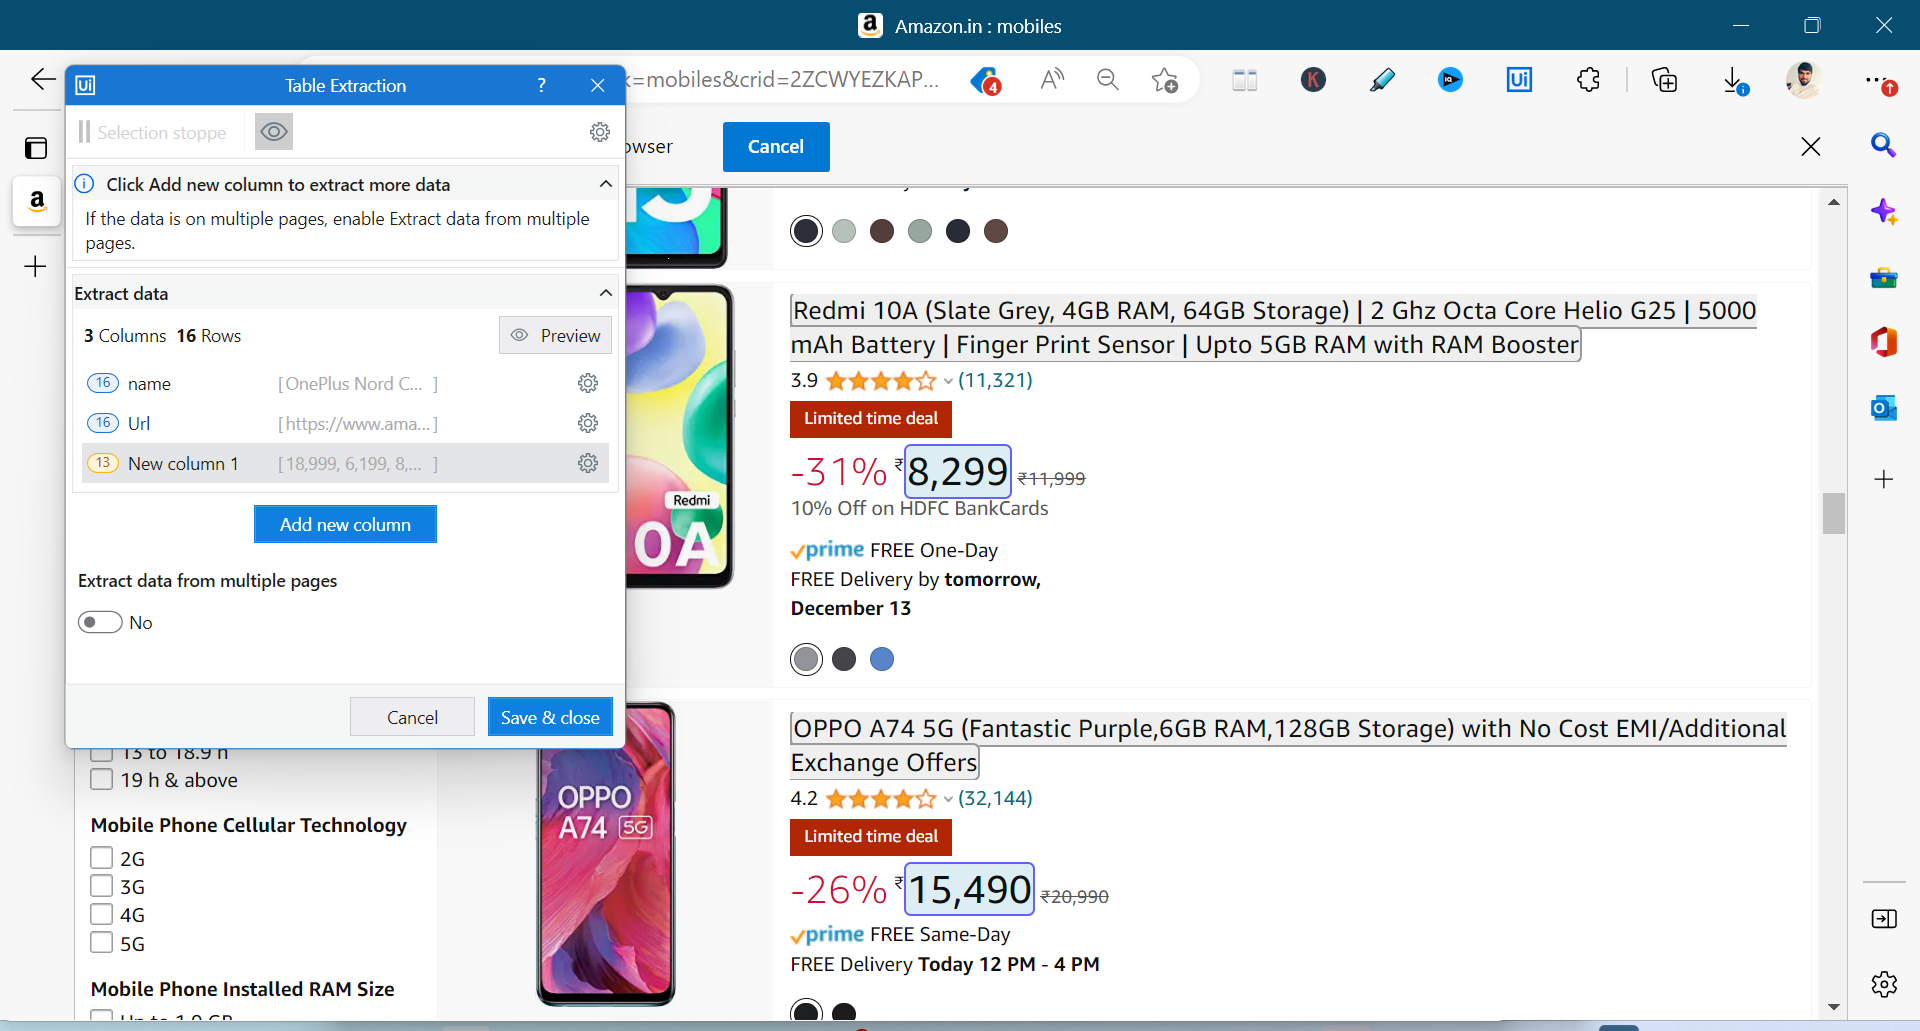 Amazon.in : mobiles
Table Extraction
?
=mobiles&crid=2ZCWYEZKAP...
4
K
Ui
Selection stoppe
Cancel
Click Add new column to extract more data
If the data is on multiple pages, enable Extract data from multiple
pages.
Extract data
3 Columns 16 Rows
Preview
16 name [OnePlus Nord C... ]
16 Url [https://www.ama...]
13 New column 1 [18,999, 6,199, 8,... ]
Add new column
Extract data from multiple pages
No
Cancel
Save & close
13 to 18.9 h
19 h & above
Mobile Phone Cellular Technology
2G
3G
4G
5G
Mobile Phone Installed RAM Size
Redmi
10A
Redmi 10A (Slate Grey, 4GB RAM, 64GB Storage) | 2 Ghz Octa Core Helio G25 | 5000
mAh Battery | Finger Print Sensor | Upto 5GB RAM with RAM Booster
3.9 (11,321)
Limited time deal
-31% ₹8,299 ₹11,999
10% Off on HDFC BankCards
prime FREE One-Day
FREE Delivery by tomorrow,
December 13
OPPO
A74 5G
OPPO A74 5G (Fantastic Purple,6GB RAM,128GB Storage) with No Cost EMI/Additional
Exchange Offers
4.2 (32,144)
Limited time deal
-26% ₹15,490 ₹20,990
prime FREE Same-Day
FREE Delivery Today 12 PM - 4 PM